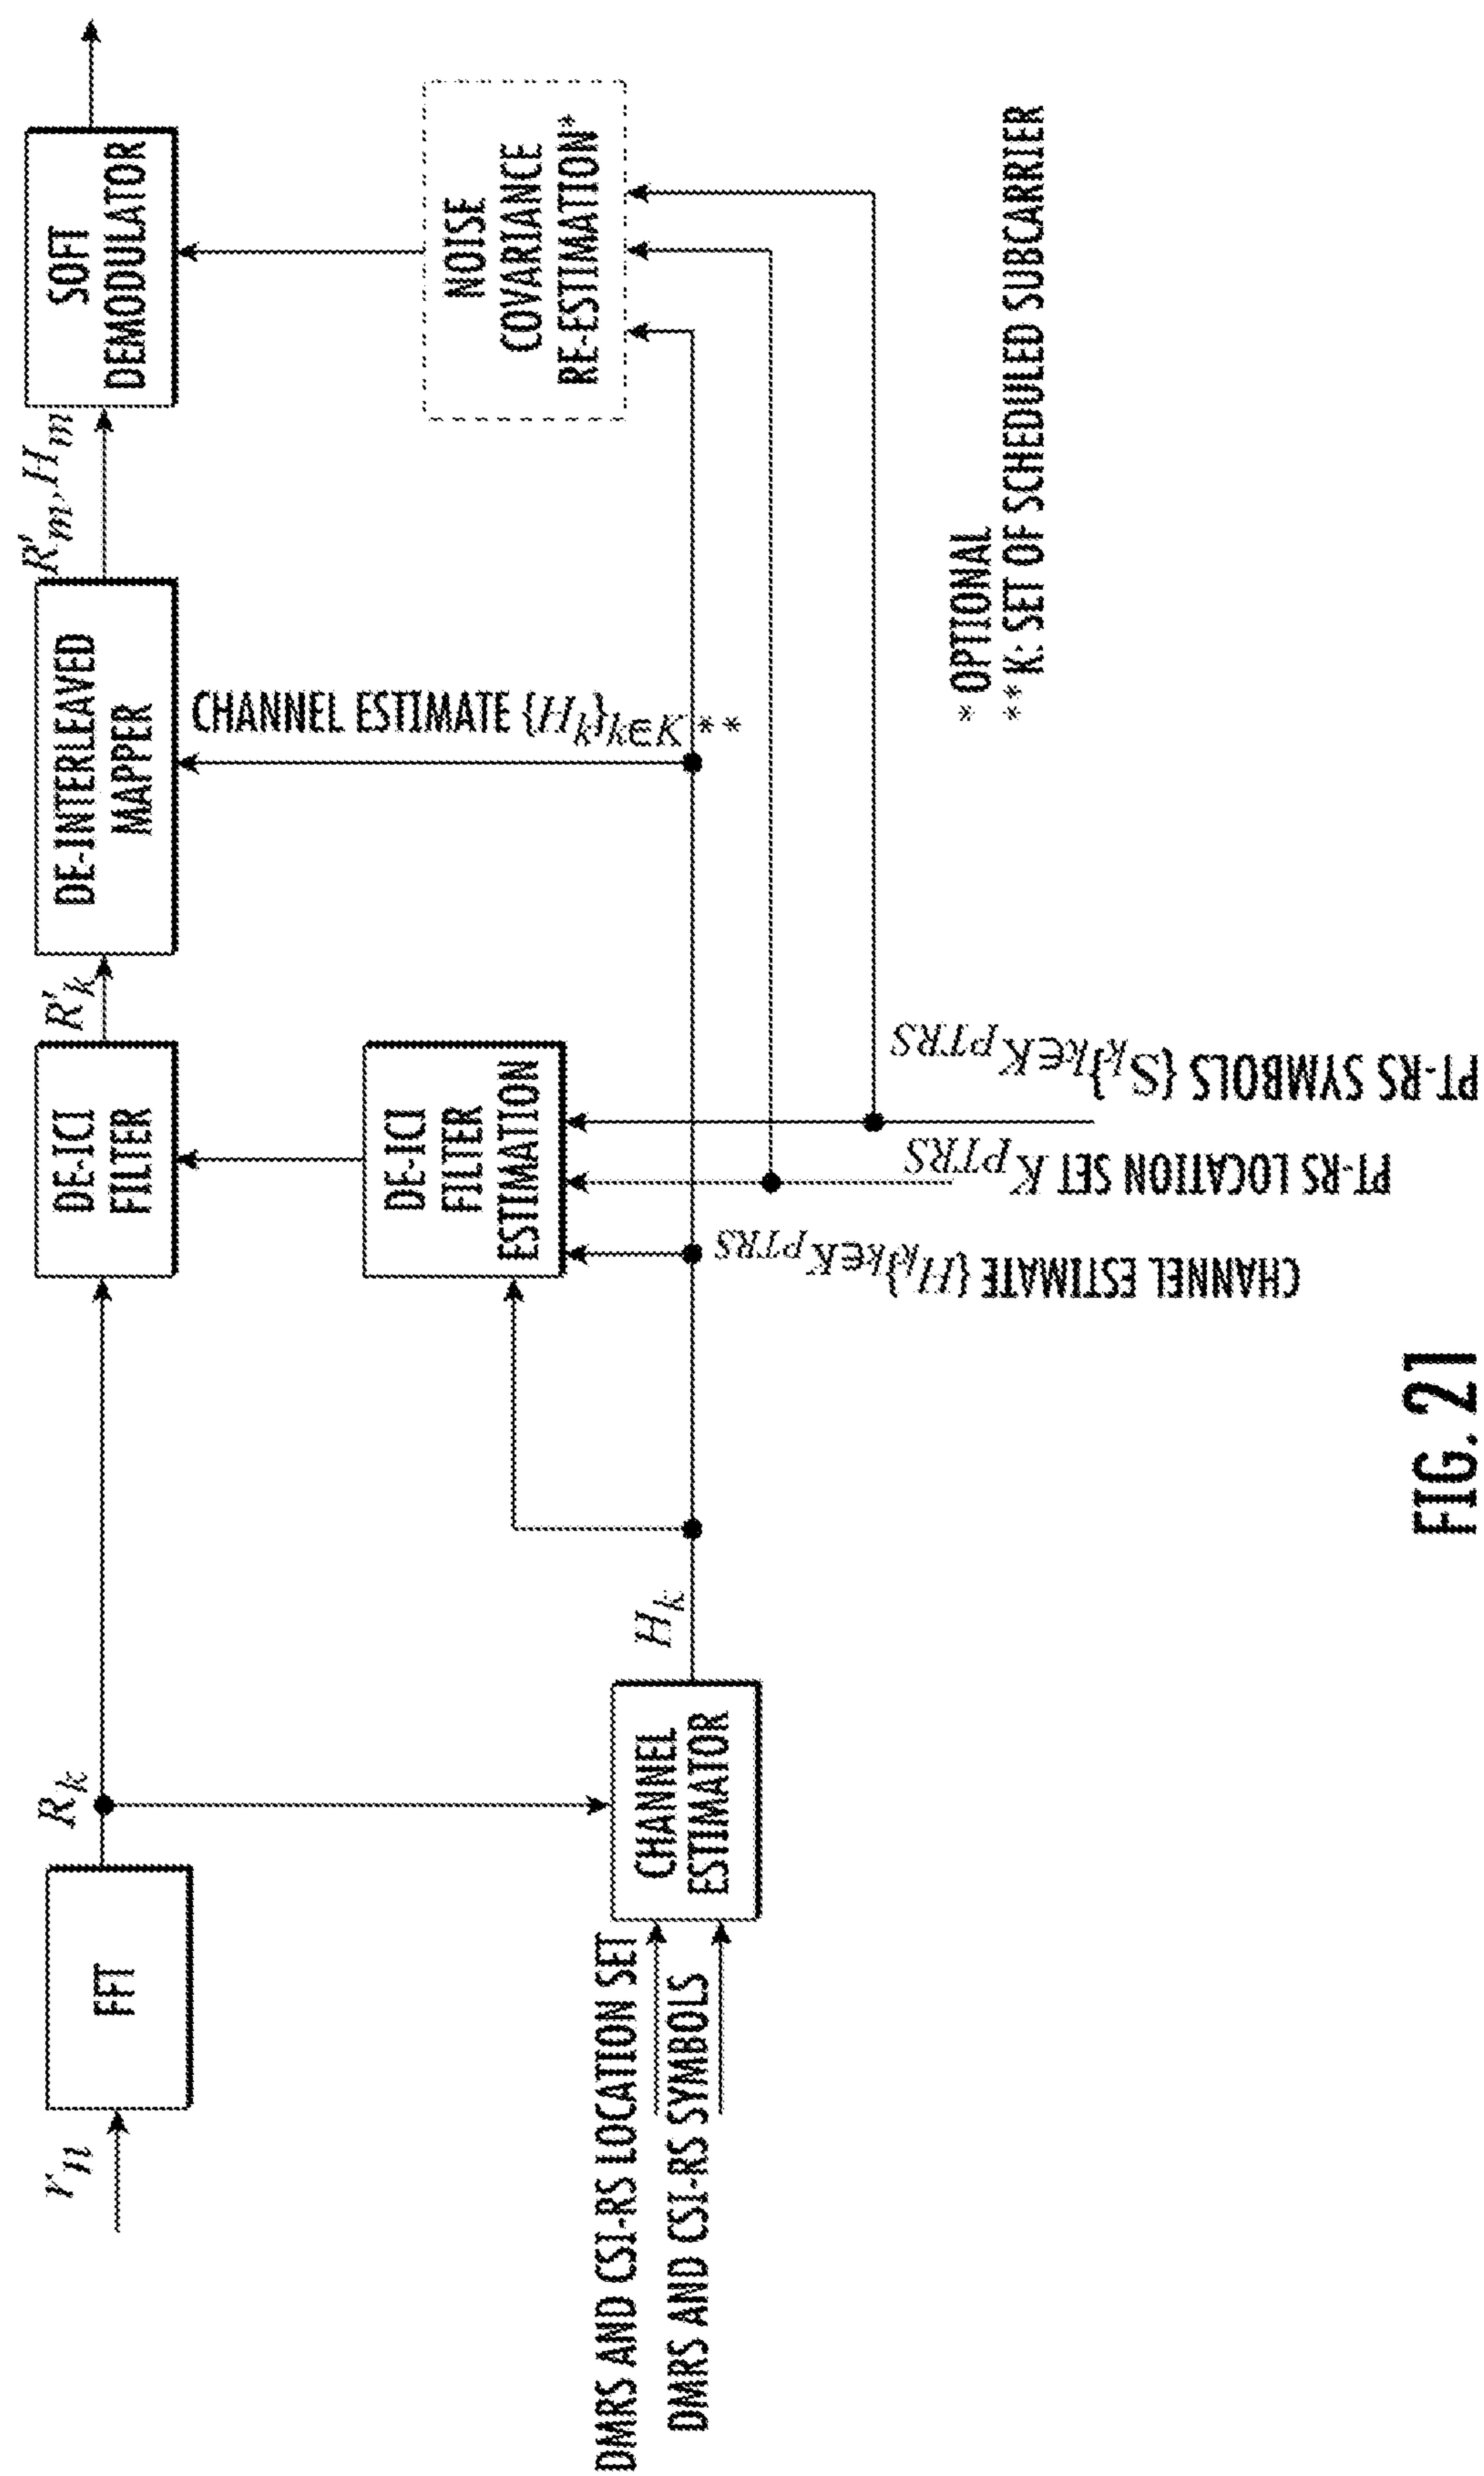 r_n
FFT
R_k
DE-ICI
FILTER
R'_k
DE-INTERLEAVED
MAPPER
R'_m, H_m
SOFT
DEMODULATOR
CHANNEL ESTIMATE {H_k}_{k∈K}**
DE-ICI
FILTER
ESTIMATION
NOISE
COVARIANCE
RE-ESTIMATION*
DMRS AND CSI-RS LOCATION SET
DMRS AND CSI-RS SYMBOLS
CHANNEL
ESTIMATOR
H_k
CHANNEL ESTIMATE {H_k}_{k∈K_PTRS}
PT-RS LOCATION SET K_PTRS
PT-RS SYMBOLS {S_k}_{k∈K_PTRS}
* OPTIONAL
** K: SET OF SCHEDULED SUBCARRIER
FIG. 21